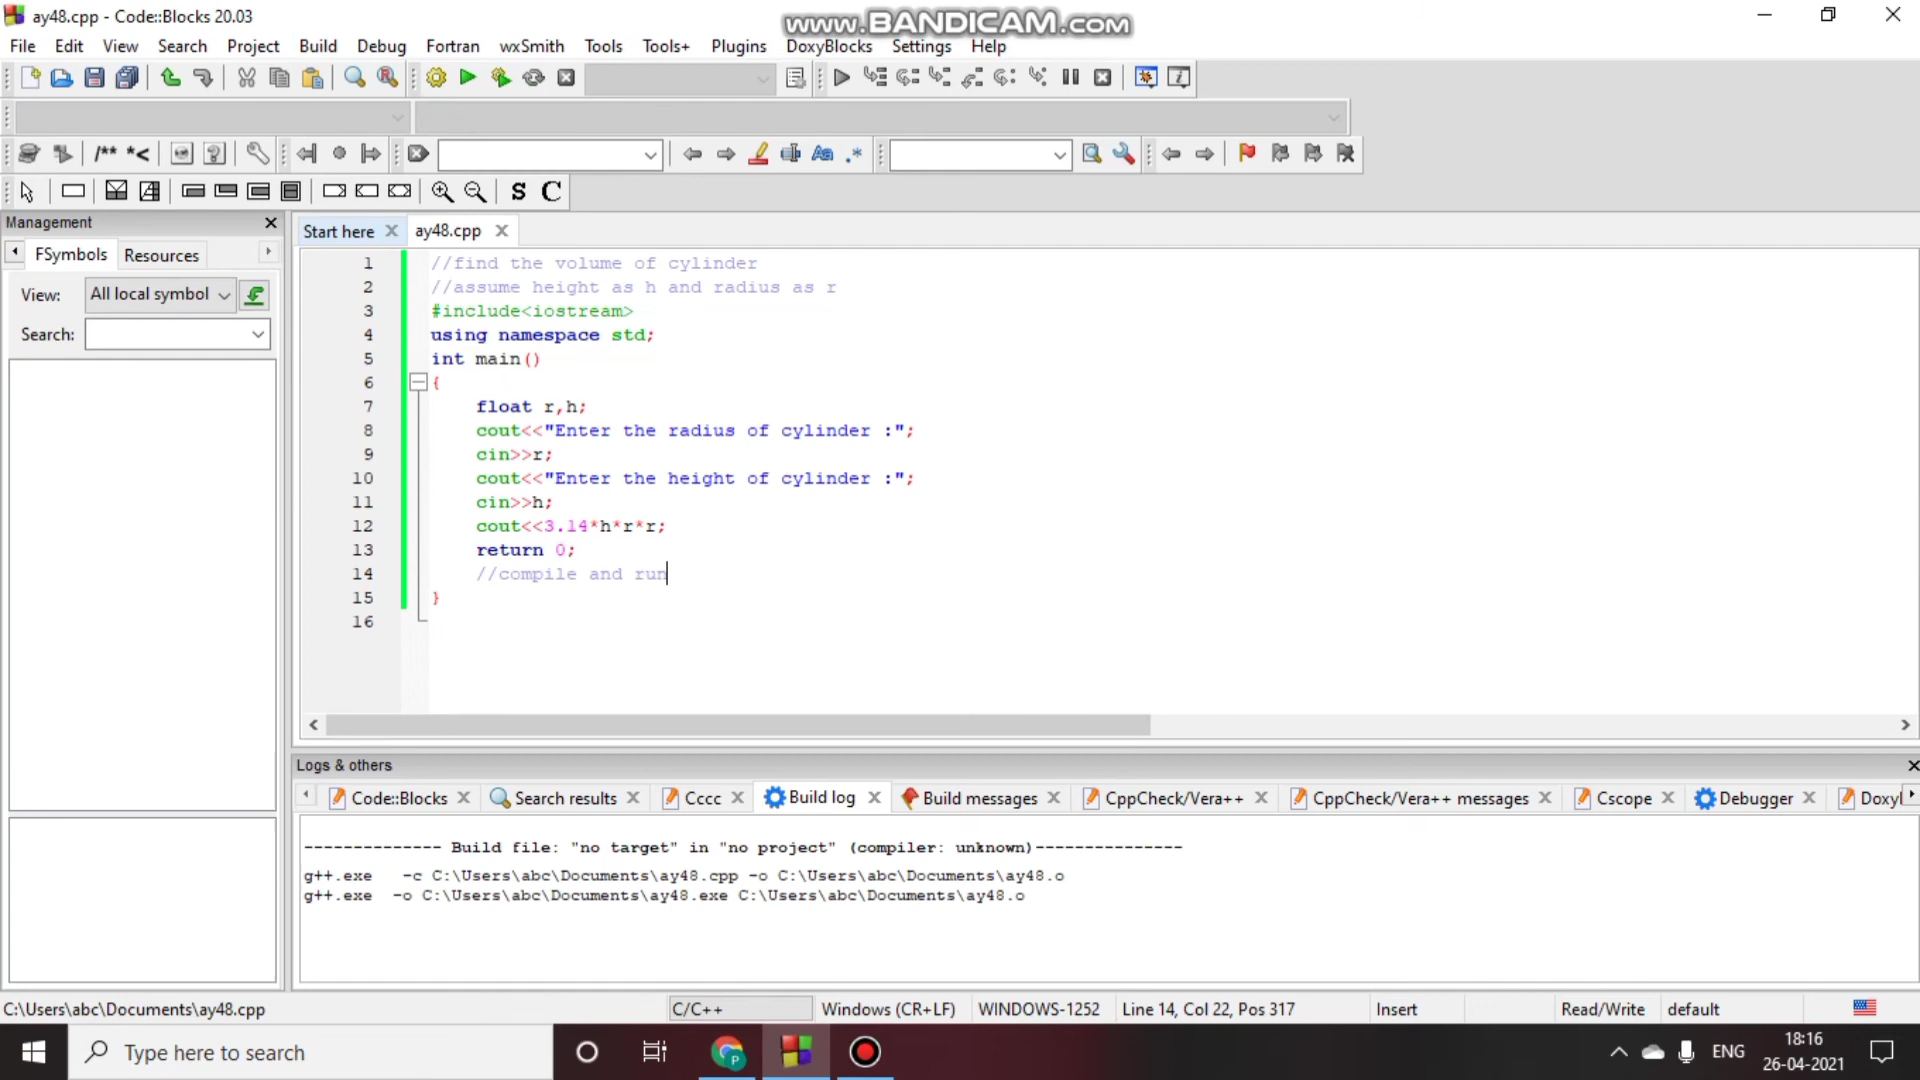 ay48.cpp - Code::Blocks 20.03
www.BANDICAM.com
File Edit View Search Project Build Debug Fortran wxSmith Tools Tools+ Plugins DoxyBlocks Settings Help
/** *<
S C
Management
FSymbols Resources
View: All local symbol
Search:
Start here ay48.cpp
1 //find the volume of cylinder
2 //assume height as h and radius as r
3 #include<iostream>
4 using namespace std;
5 int main()
6 {
7 float r,h;
8 cout<<"Enter the radius of cylinder :";
9 cin>>r;
10 cout<<"Enter the height of cylinder :";
11 cin>>h;
12 cout<<3.14*h*r*r;
13 return 0;
14 //compile and run
15 }
16
Logs & others
Code::Blocks Search results Cccc Build log Build messages CppCheck/Vera++ CppCheck/Vera++ messages Cscope Debugger Doxyl
-------------- Build file: "no target" in "no project" (compiler: unknown)---------------
g++.exe -c C:\Users\abc\Documents\ay48.cpp -o C:\Users\abc\Documents\ay48.o
g++.exe -o C:\Users\abc\Documents\ay48.exe C:\Users\abc\Documents\ay48.o
C:\Users\abc\Documents\ay48.cpp C/C++ Windows (CR+LF) WINDOWS-1252 Line 14, Col 22, Pos 317 Insert Read/Write default
Type here to search
ENG
18:16
26-04-2021